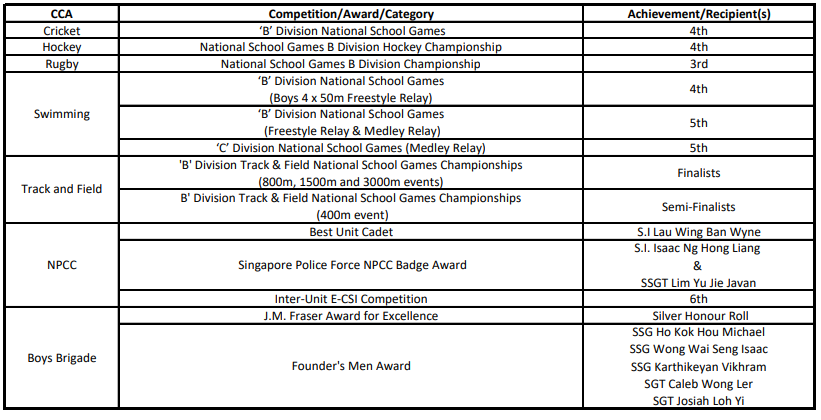 CCA Competition/Award/Category Achievement/Recipient(s)
Cricket ‘B’ Division National School Games 4th
Hockey National School Games B Division Hockey Championship 4th
Rugby National School Games B Division Championship 3rd
Swimming
‘B’ Division National School Games
(Boys 4 x 50m Freestyle Relay)
4th
‘B’ Division National School Games
(Freestyle Relay & Medley Relay)
5th
‘C’ Division National School Games (Medley Relay) 5th
Track and Field
'B' Division Track & Field National School Games Championships
(800m, 1500m and 3000m events)
Finalists
B' Division Track & Field National School Games Championships
(400m event)
Semi-Finalists
NPCC
Best Unit Cadet S.I Lau Wing Ban Wyne
Singapore Police Force NPCC Badge Award
S.I. Isaac Ng Hong Liang
&
SSGT Lim Yu Jie Javan
Inter-Unit E-CSI Competition 6th
Boys Brigade
J.M. Fraser Award for Excellence Silver Honour Roll
Founder's Men Award
SSG Ho Kok Hou Michael
SSG Wong Wai Seng Isaac
SSG Karthikeyan Vikhram
SGT Caleb Wong Ler
SGT Josiah Loh Yi